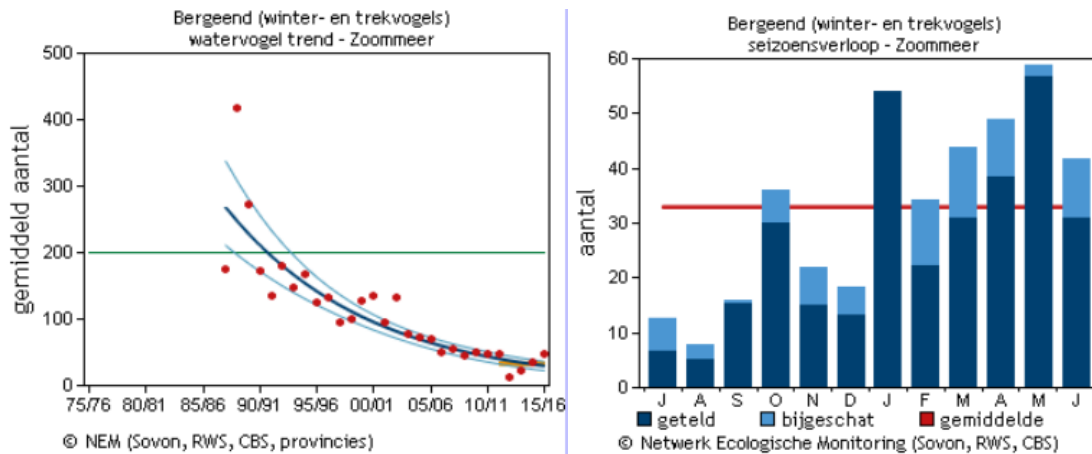 Bergeend (winter- en trekvogels)
watervogel trend - Zoommeer
500
400
300
200
100
0
gemiddeld aantal
75/76 80/81 85/86 90/91 95/96 00/01 05/06 10/11 15/16
© NEM (Sovon, RWS, CBS, provincies)
Bergeend (winter- en trekvogels)
seizoensverloop - Zoommeer
60
50
40
30
20
10
0
aantal
J A S O N D J F M A M J
geteld bijgeschat gemiddelde
© Netwerk Ecologische Monitoring (Sovon, RWS, CBS)